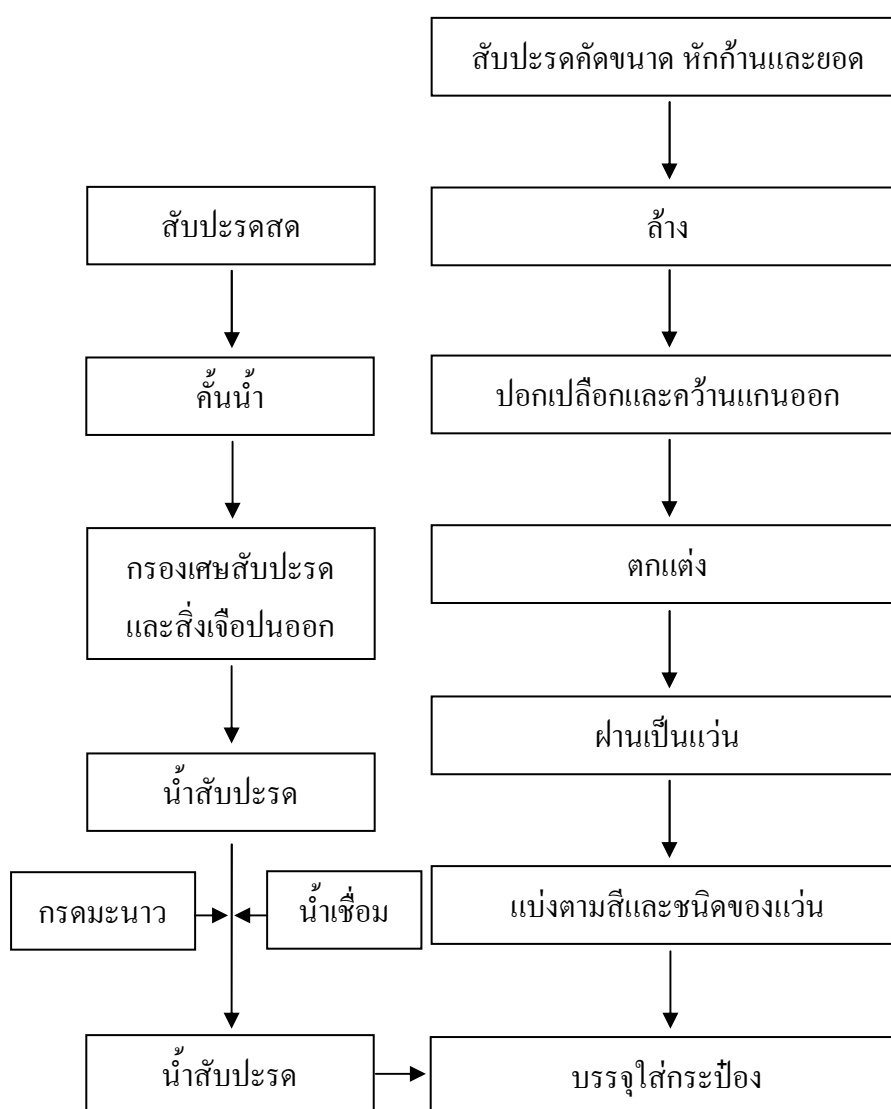 สับปะรดคัดขนาด หักก้านและยอด
สับปะรดสด
ล้าง
คั้นน้ำ
ปอกเปลือกและคว้านแกนออก
กรองเศษสับปะรด
และสิ่งเจือปนออก
ตกแต่ง
ฝานเป็นแว่น
น้ำสับปะรด
กรดมะนาว
น้ำเชื่อม
แบ่งตามสีและชนิดของแว่น
น้ำสับปะรด
บรรจุใส่กระป๋อง